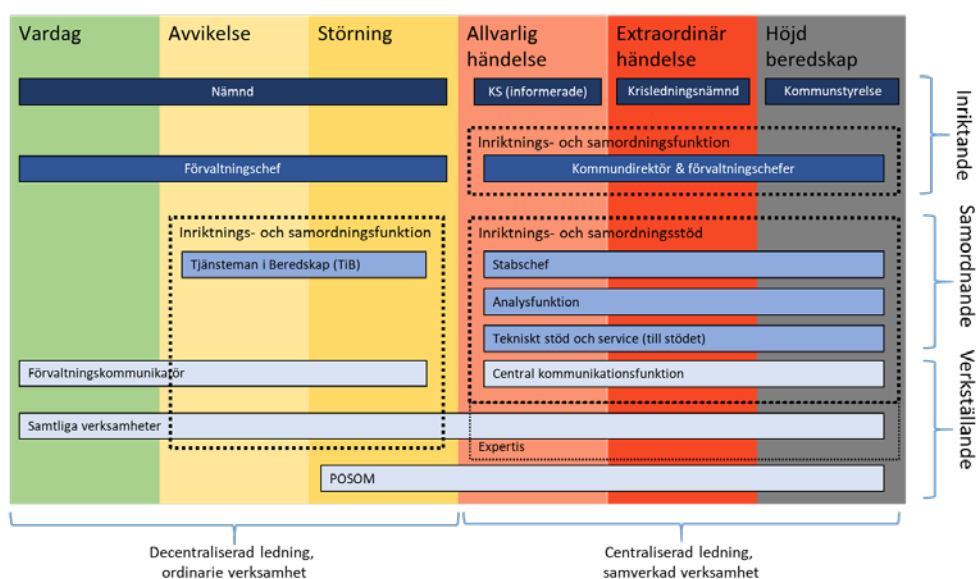 Vardag
Avvikelse
Störning
Allvarlig
händelse
Extraordinär
händelse
Höjd
beredskap
Nämnd
KS (informerade)
Krisledningsnämnd
Kommunstyrelse
Inriktnings- och samordningsfunktion
Förvaltningschef
Kommundirektör & förvaltningschefer
Inriktande
Inriktnings- och samordningsfunktion
Inriktnings- och samordningsstöd
Tjänsteman i Beredskap (TiB)
Stabschef
Analysfunktion
Tekniskt stöd och service (till stödet)
Samordnande
Förvaltningskommunikatör
Central kommunikationsfunktion
Samtliga verksamheter
Expertis
POSOM
Verkställande
Decentraliserad ledning,
ordinarie verksamhet
Centraliserad ledning,
samverkad verksamhet